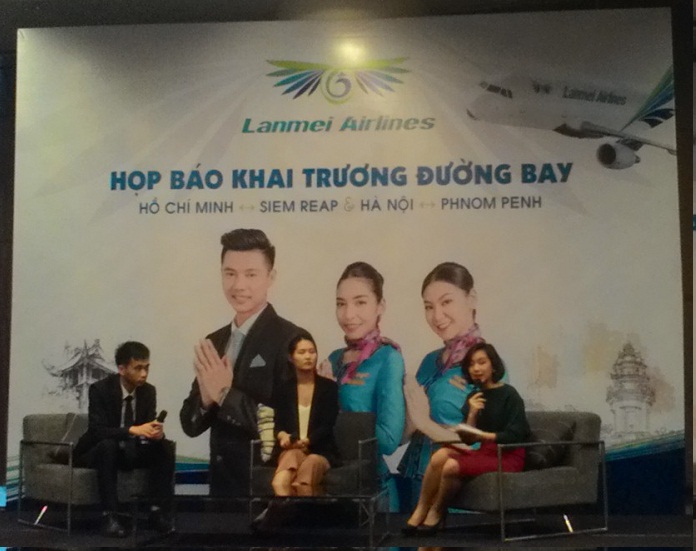 Lanmei Airlines
Lanmei Airlines
HỌP BÁO KHAI TRƯƠNG ĐƯỜNG BAY
HỒ CHÍ MINH ↔ SIEM REAP & HÀ NỘI ↔ PHNOM PENH